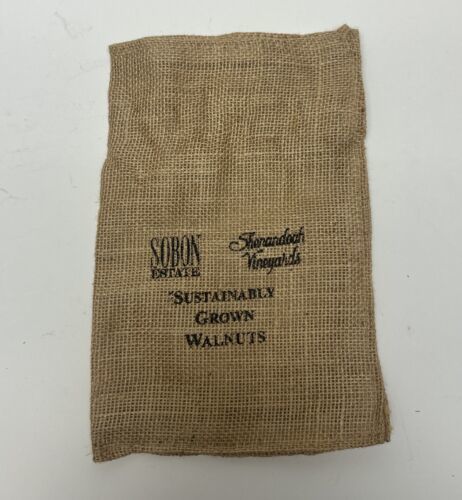 SOBON
ESTATE
Shenandoah
Vineyards
"SUSTAINABLY
GROWN
WALNUTS